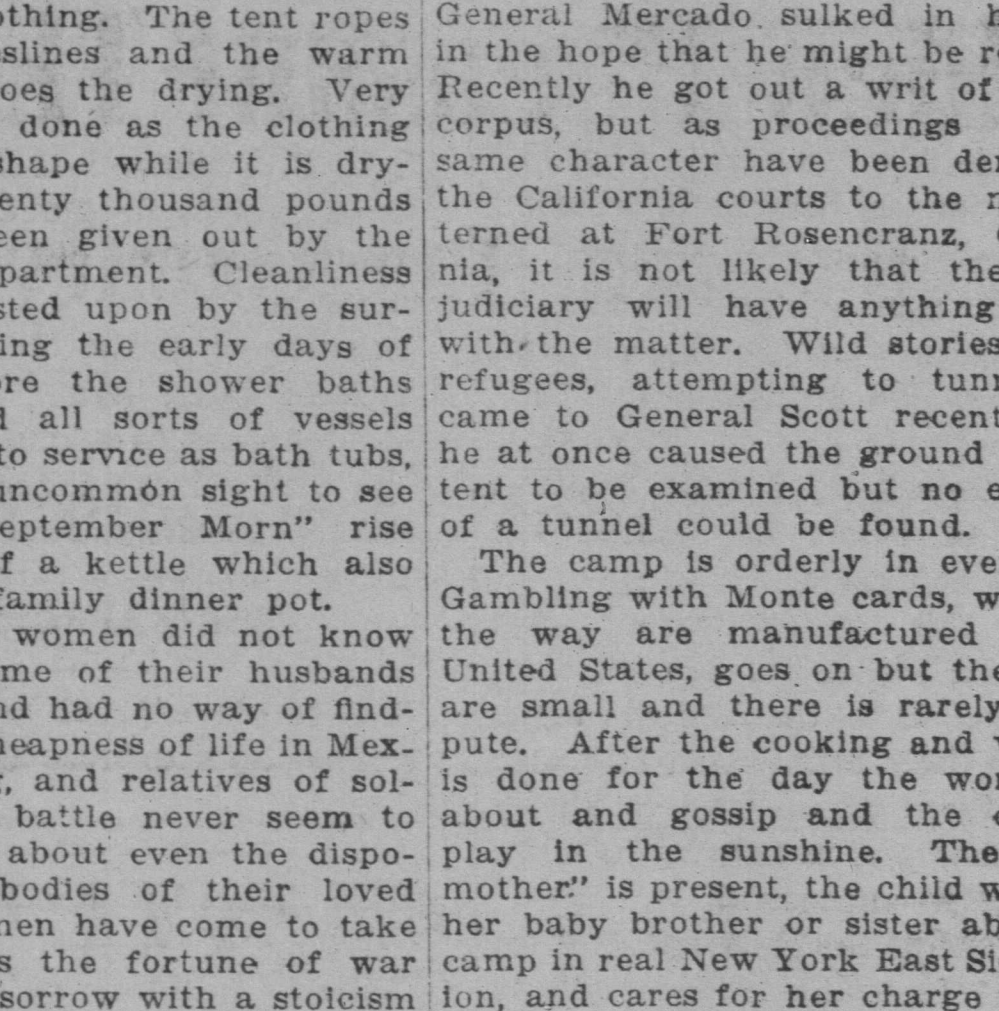 othing. The tent ropes
slines and the warm
oes the drying. Very
done as the clothing
shape while it is dry-
enty thousand pounds
een given out by the
partment. Cleanliness
sted upon by the sur-
ing the early days of
ore the shower baths
all sorts of vessels
to service as bath tubs,
uncommon sight to see
eptember Morn" rise
f a kettle which also
family dinner pot.
women did not know
me of their husbands
nd had no way of find-
heapness of life in Mex-
and relatives of sol-
battle never seem to
about even the dispo-
bodies of their loved
men have come to take
s the fortune of war
sorrow with a stoicism
General Mercado sulked in
in the hope that he might be
Recently he got out a writ of
corpus, but as proceedings
same character have been den
the California courts to the
terned at Fort Rosencranz,
nia, it is not likely that the
judiciary will have anything
with the matter. Wild stories
refugees, attempting to tunn
came to General Scott recent
he at once caused the ground
tent to be examined but no e
of a tunnel could be found.
The camp is orderly in eve
Gambling with Monte cards, w
the way are manufactured
United States, goes on but the
are small and there is rarely
pute. After the cooking and
is done for the day the wo
about and gossip and the
play in the sunshine. The
mother" is present, the child w
her baby brother or sister ab
camp in real New York East Si
ion, and cares for her charge